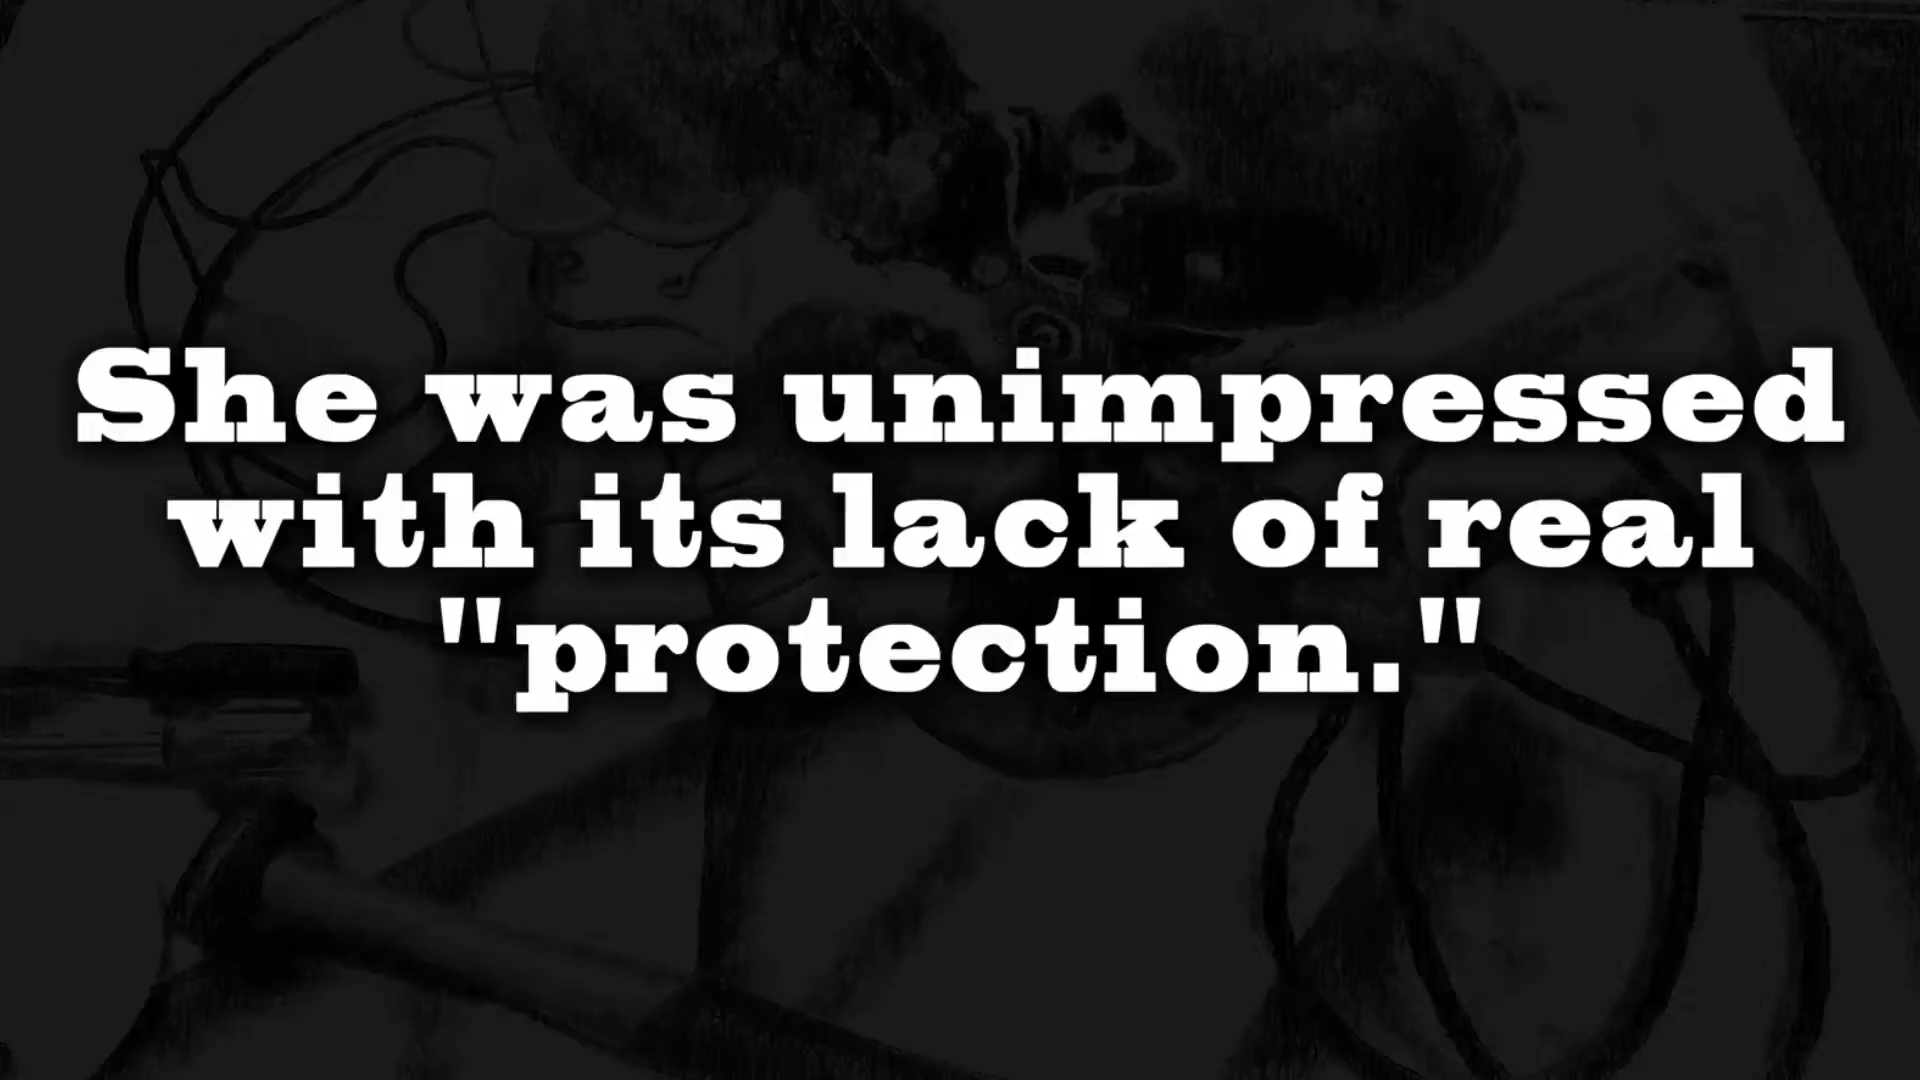 She was unimpressed
with its lack of real
"protection."